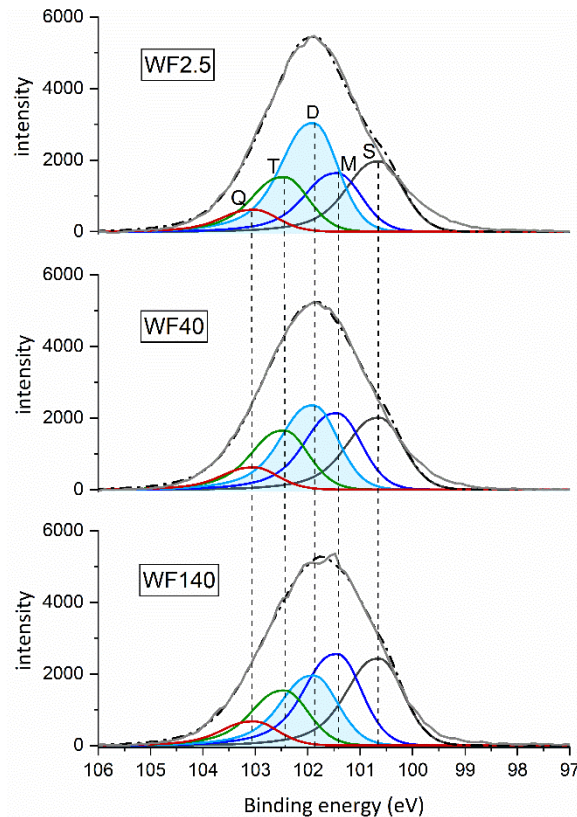 6000
4000
2000
0
intensity
WF2.5
Q
T
D
M
S
6000
4000
2000
0
intensity
WF40
6000
4000
2000
0
intensity
WF140
106 105 104 103 102 101 100 99 98 97
Binding energy (eV)